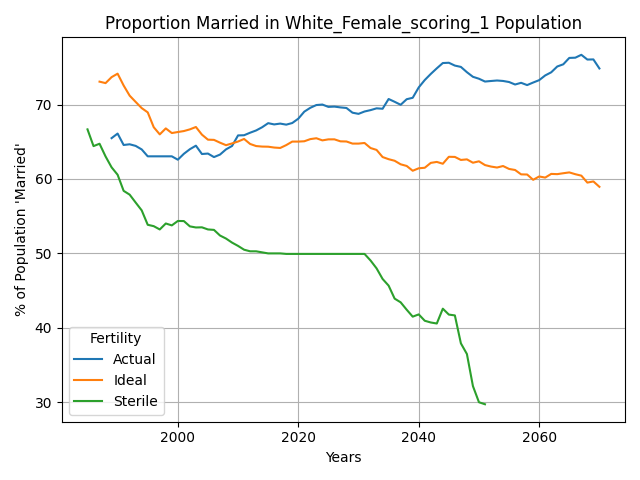 Proportion Married in White_Female_scoring_1 Population
% of Population 'Married'
70
60
50
40
30
Fertility
Actual
Ideal
Sterile
2000 2020 2040 2060
Years